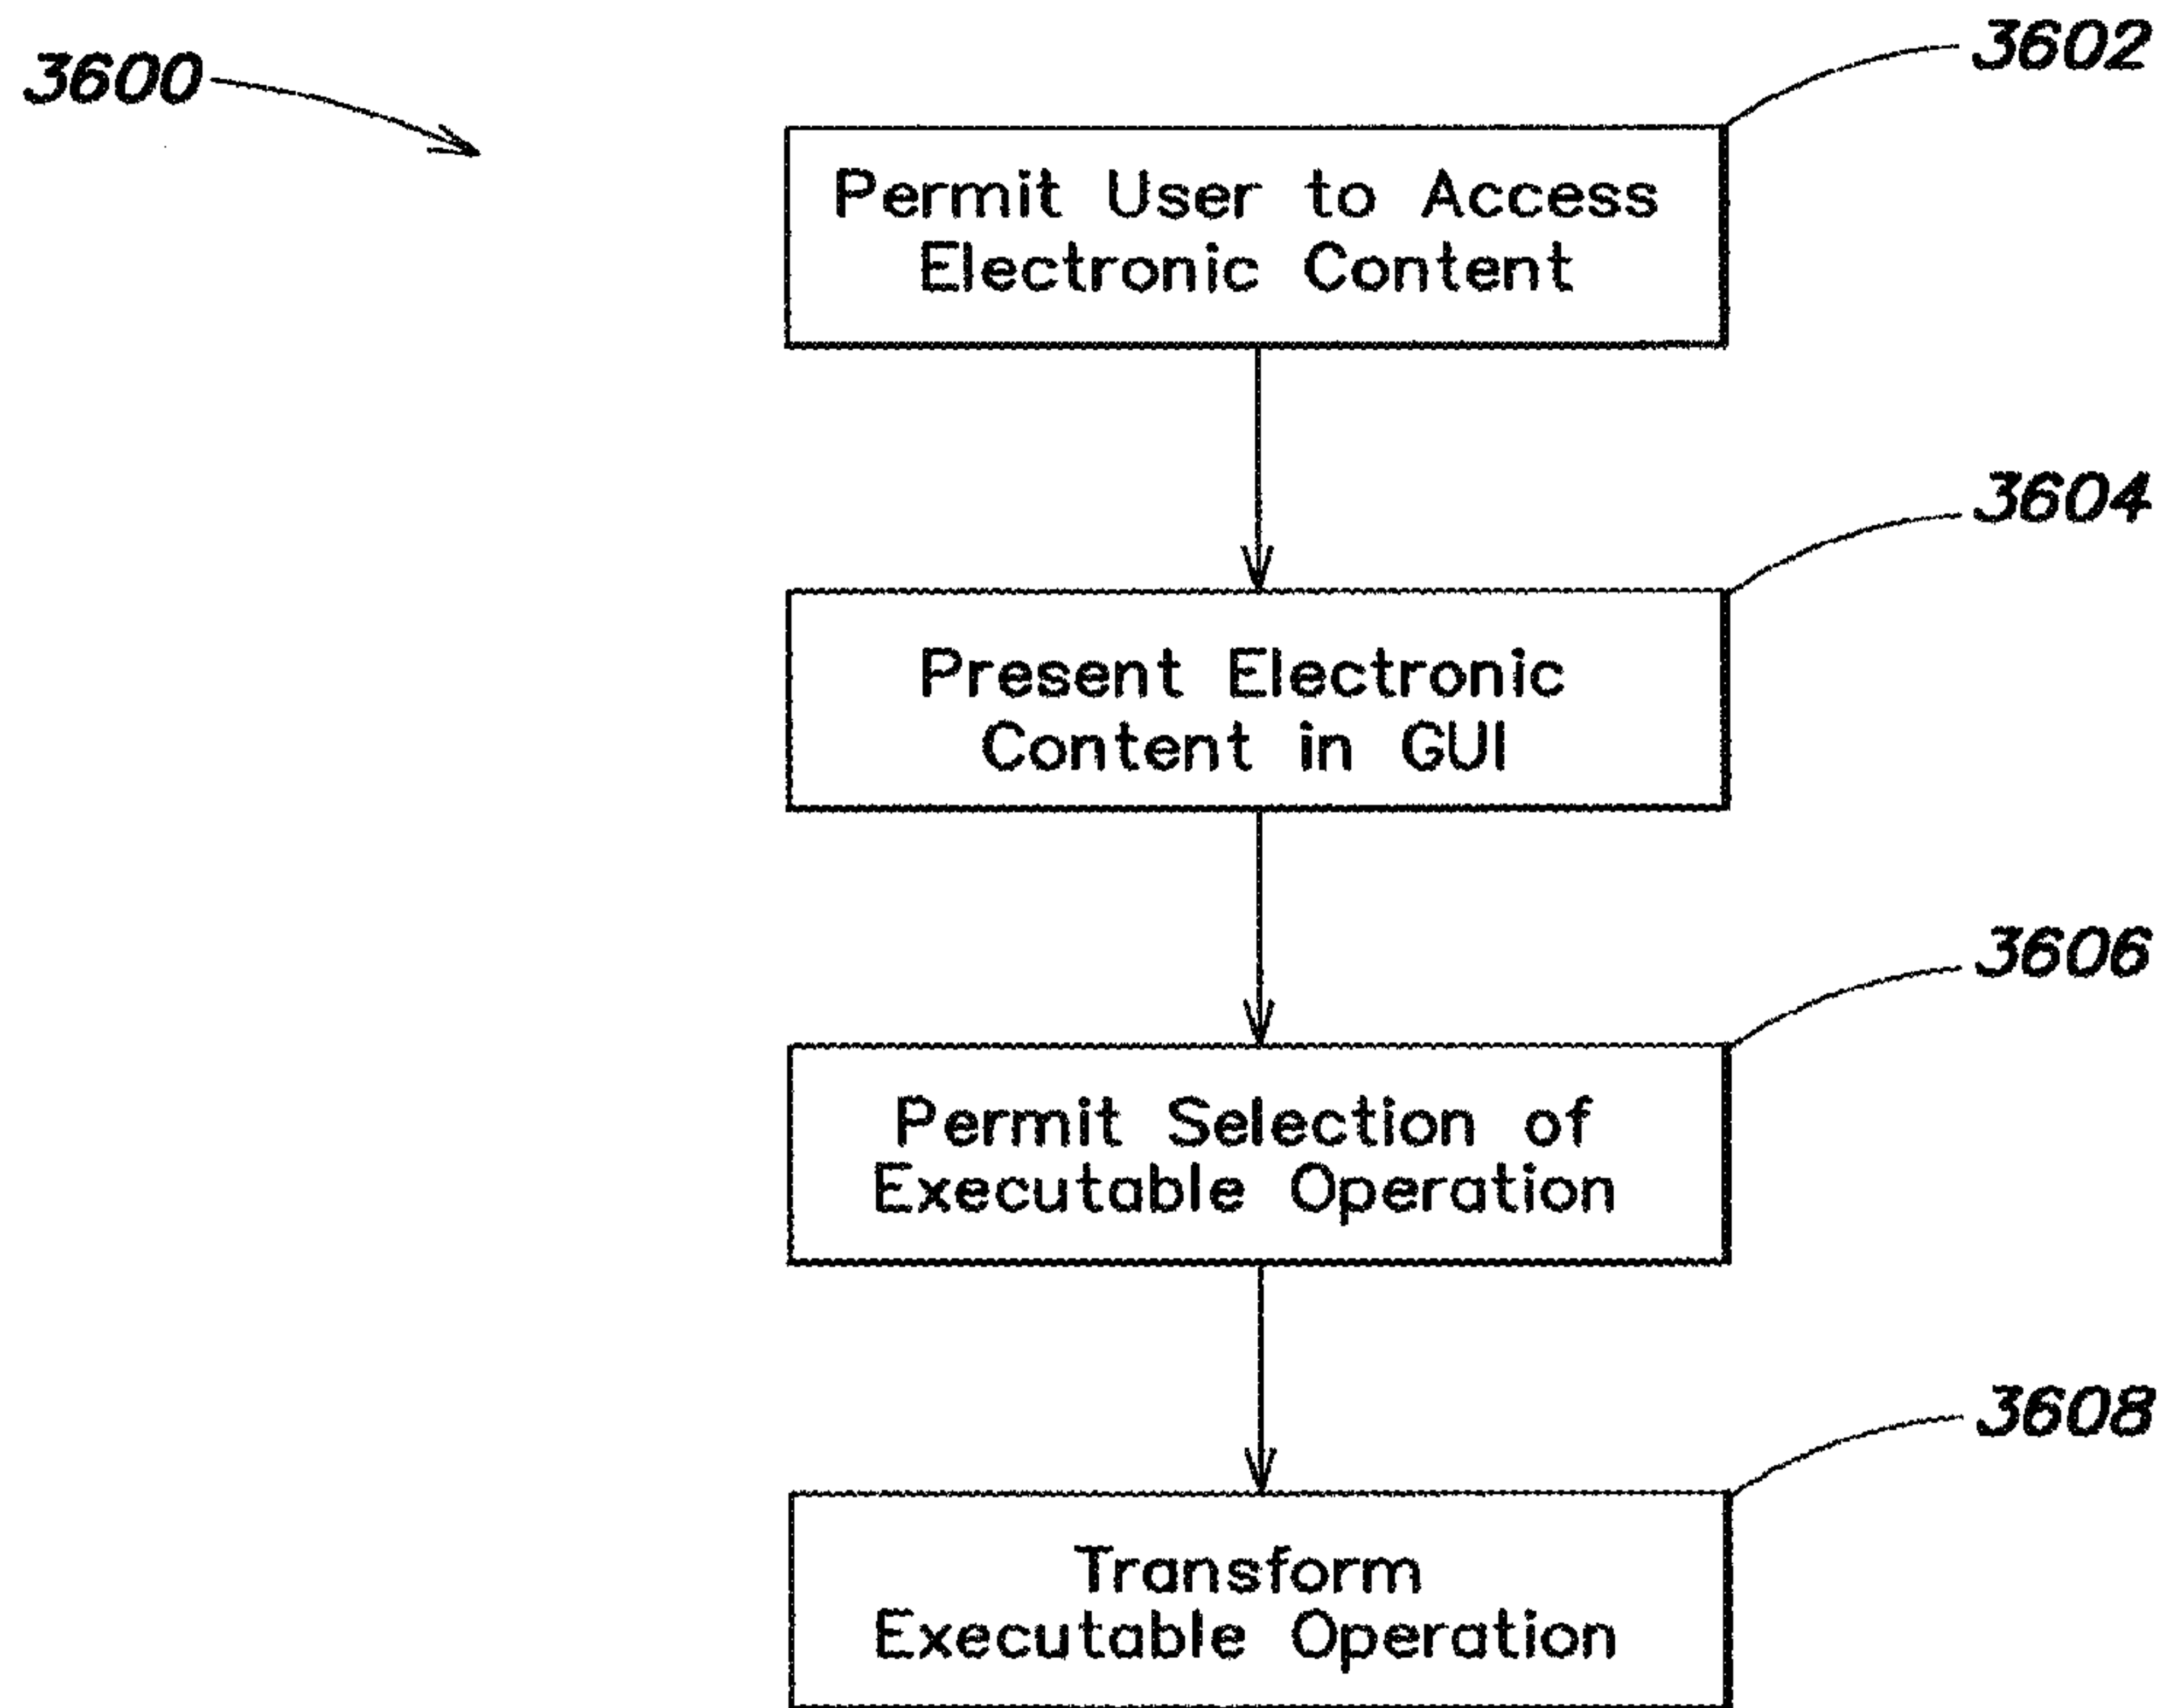 3600
3602
Permit User to Access
Electronic Content
3604
Present Electronic
Content in GUI
3606
Permit Selection of
Executable Operation
3608
Transform
Executable Operation